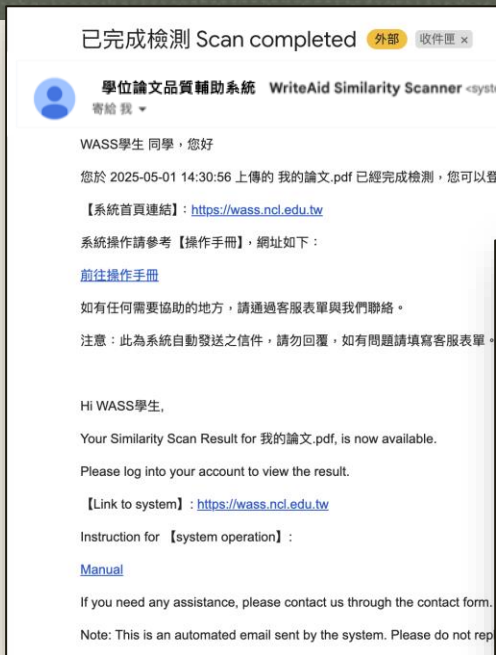 已完成檢測 Scan completed 外部 收件匣 ×
學位論文品質輔助系統 WriteAid Similarity Scanner <syst
寄給 我
WASS學生 同學，您好
您於 2025-05-01 14:30:56 上傳的 我的論文.pdf 已經完成檢測，您可以登
【系統首頁連結】：https://wass.ncl.edu.tw
系統操作請參考【操作手冊】，網址如下：
前往操作手冊
如有任何需要協助的地方，請通過客服表單與我們聯絡。
注意：此為系統自動發送之信件，請勿回覆，如有問題請填寫客服表單。
Hi WASS學生,
Your Similarity Scan Result for 我的論文.pdf, is now available.
Please log into your account to view the result.
【Link to system】: https://wass.ncl.edu.tw
Instruction for 【system operation】:
Manual
If you need any assistance, please contact us through the contact form.
Note: This is an automated email sent by the system. Please do not rep